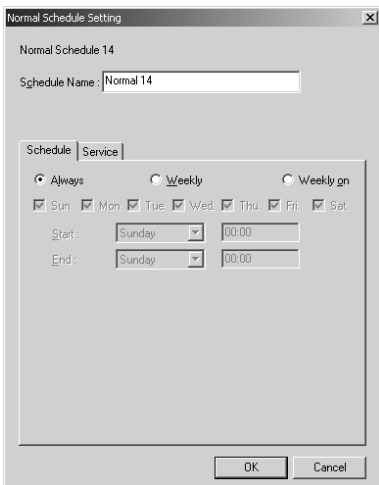 Normal Schedule Setting
Normal Schedule 14
Schedule Name : Normal 14
Schedule Service
Always Weekly Weekly on
Sun. Mon. Tue. Wed. Thu. Fri. Sat.
Start : Sunday 00:00
End : Sunday 00:00
OK Cancel